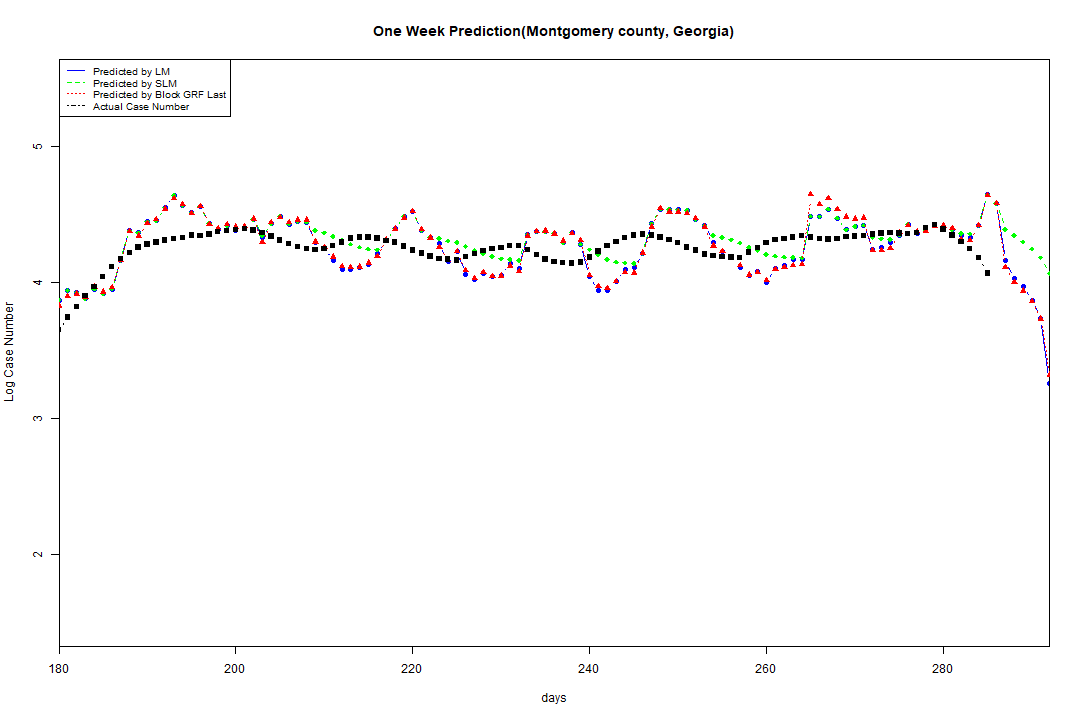 One Week Prediction(Montgomery county, Georgia)
Predicted by LM
Predicted by SLM
Predicted by Block GRF Last
Actual Case Number
5
4
3
2
Log Case Number
180 200 220 240 260 280
days